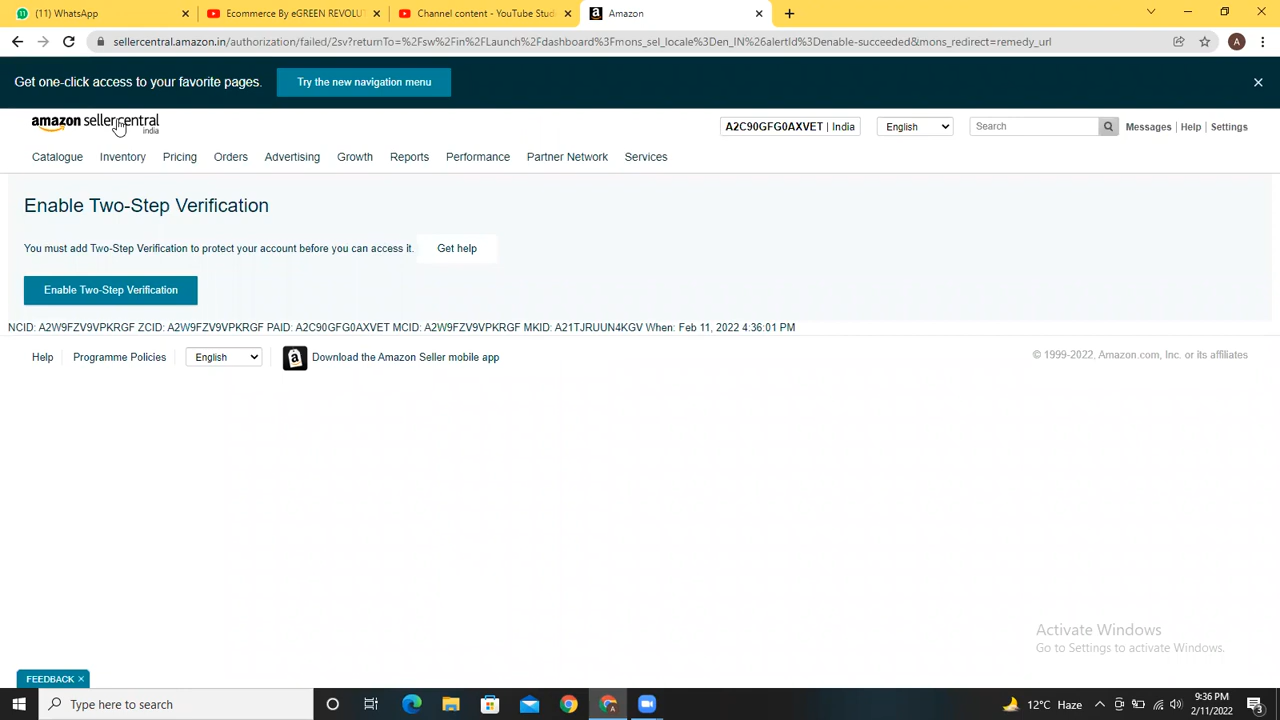 (11) WhatsApp
Ecommerce By eGREEN REVOLUT
Channel content - YouTube Stud
Amazon
sellercentral.amazon.in/authorization/failed/2sv?returnTo=%2Fsw%2Fin%2FLaunch%2Fdashboard%3Fmons_sel_locale%3Den_IN%26alertId%3Denable-succeeded&mons_redirect=remedy_url
A
Get one-click access to your favorite pages.
Try the new navigation menu
amazon seller central
india
A2C90GFG0AXVET | India
English
Search
Messages | Help | Settings
Catalogue Inventory Pricing Orders Advertising Growth Reports Performance Partner Network Services
Enable Two-Step Verification
You must add Two-Step Verification to protect your account before you can access it.
Get help
Enable Two-Step Verification
NCID: A2W9FZV9VPKRGF ZCID: A2W9FZV9VPKRGF PAID: A2C90GFG0AXVET MCID: A2W9FZV9VPKRGF MKID: A21TJRUUN4KGV When: Feb 11, 2022 4:36:01 PM
Help
Programme Policies
English
Download the Amazon Seller mobile app
© 1999-2022, Amazon.com, Inc. or its affiliates
Activate Windows
Go to Settings to activate Windows.
FEEDBACK
Type here to search
12°C Haze
9:36 PM
2/11/2022
3